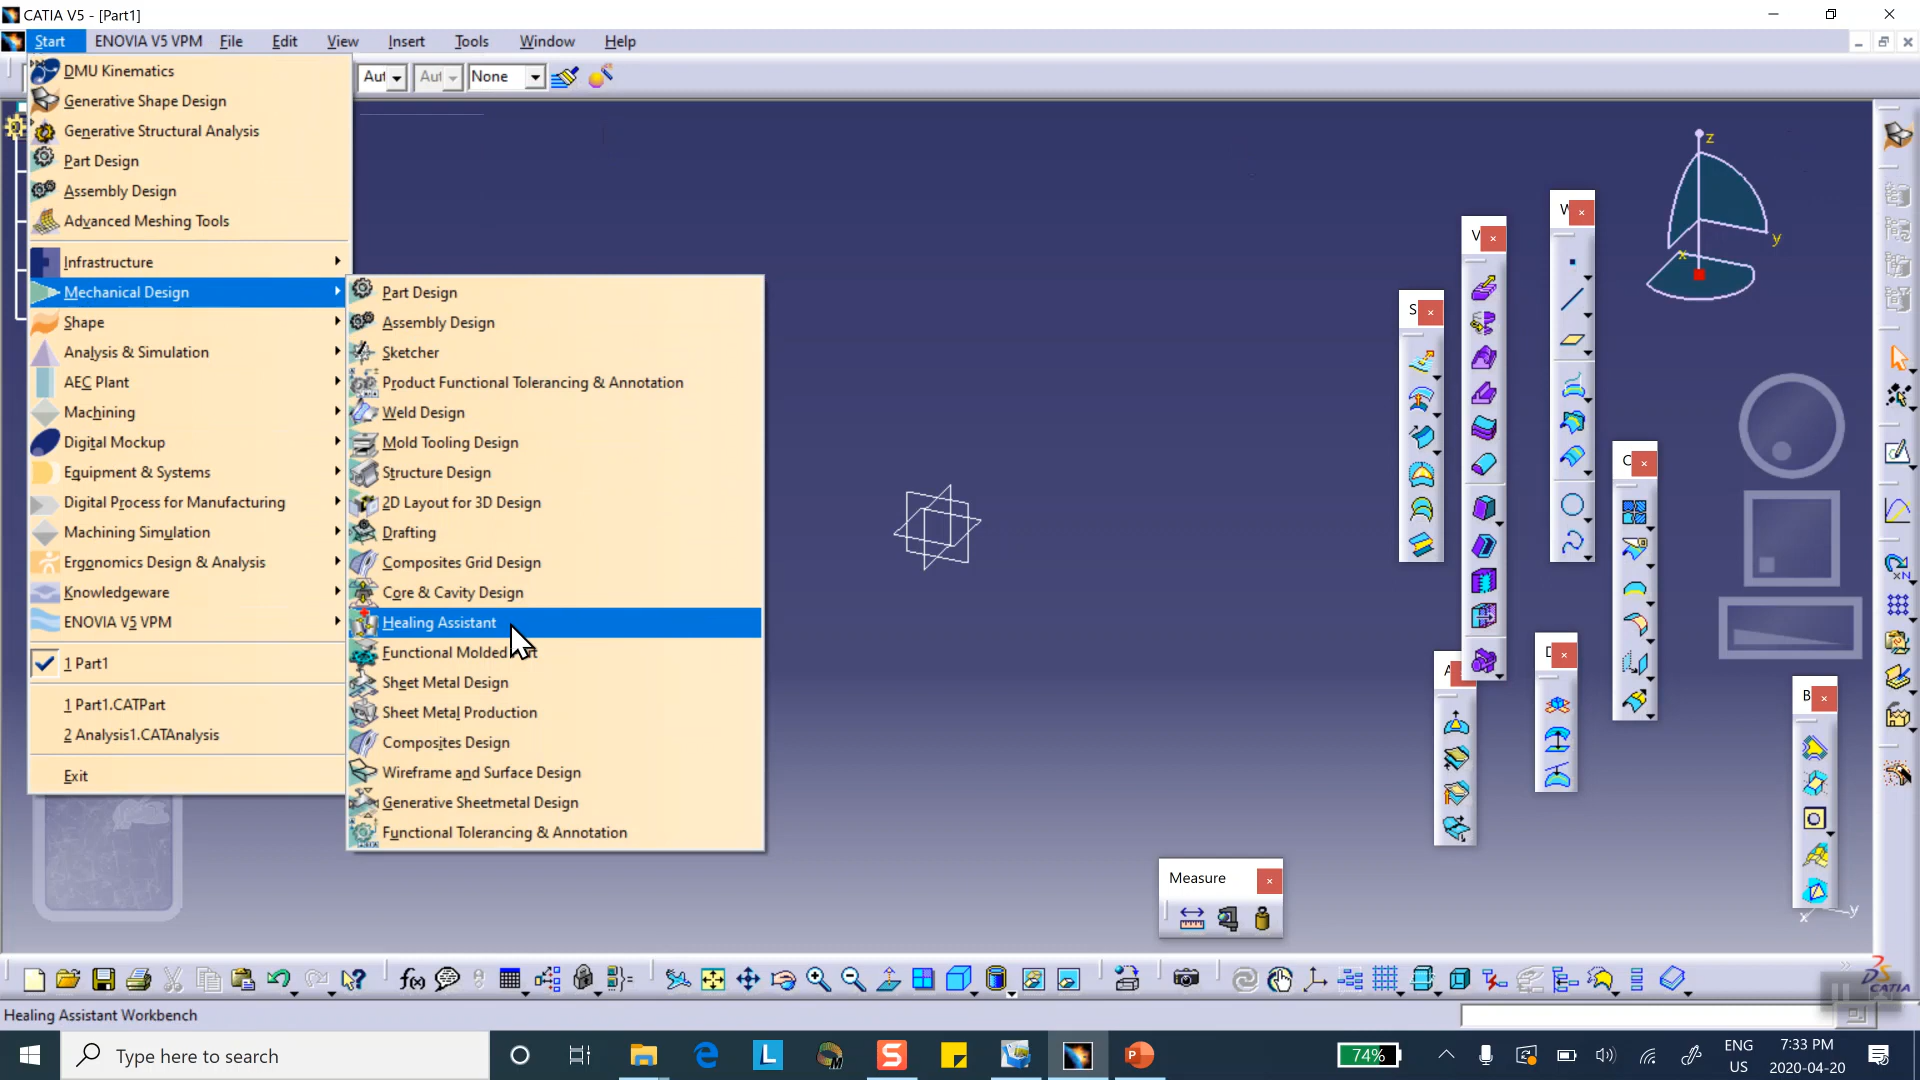 CATIA V5 - [Part1]
Start ENOVIA V5 VPM File Edit View Insert Tools Window Help
Aut Aut None
DMU Kinematics
Generative Shape Design
Generative Structural Analysis
Part Design
Assembly Design
Advanced Meshing Tools
Infrastructure
Mechanical Design
Shape
Analysis & Simulation
AEC Plant
Machining
Digital Mockup
Equipment & Systems
Digital Process for Manufacturing
Machining Simulation
Ergonomics Design & Analysis
Knowledgeware
ENOVIA V5 VPM
1 Part1
1 Part1.CATPart
2 Analysis1.CATAnalysis
Exit
Part Design
Assembly Design
Sketcher
Product Functional Tolerancing & Annotation
Weld Design
Mold Tooling Design
Structure Design
2D Layout for 3D Design
Drafting
Composites Grid Design
Core & Cavity Design
Healing Assistant
Functional Molded
Sheet Metal Design
Sheet Metal Production
Composites Design
Wireframe and Surface Design
Generative Sheetmetal Design
Functional Tolerancing & Annotation
z
y
x
S
V
C
A
D
B
Measure
x y
f(x)
CATIA
Healing Assistant Workbench
Type here to search
74%
ENG
US
7:33 PM
2020-04-20